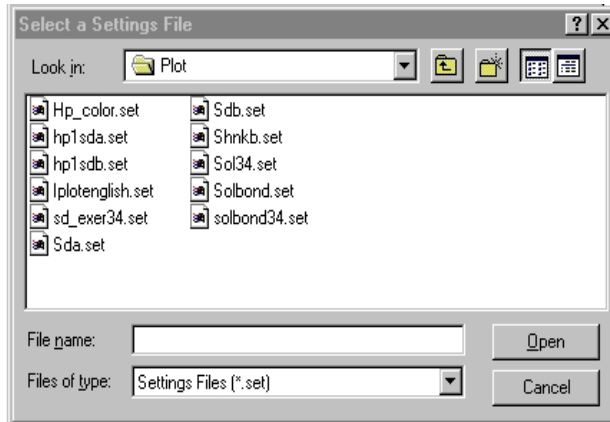 Select a Settings File
Look in: Plot
Hp_color.set
hp1sda.set
hp1sdb.set
Iplotenglish.set
sd_exer34.set
Sda.set
Sdb.set
Shnkb.set
Sol34.set
Solbond.set
solbond34.set
File name:
Open
Files of type: Settings Files (*.set)
Cancel